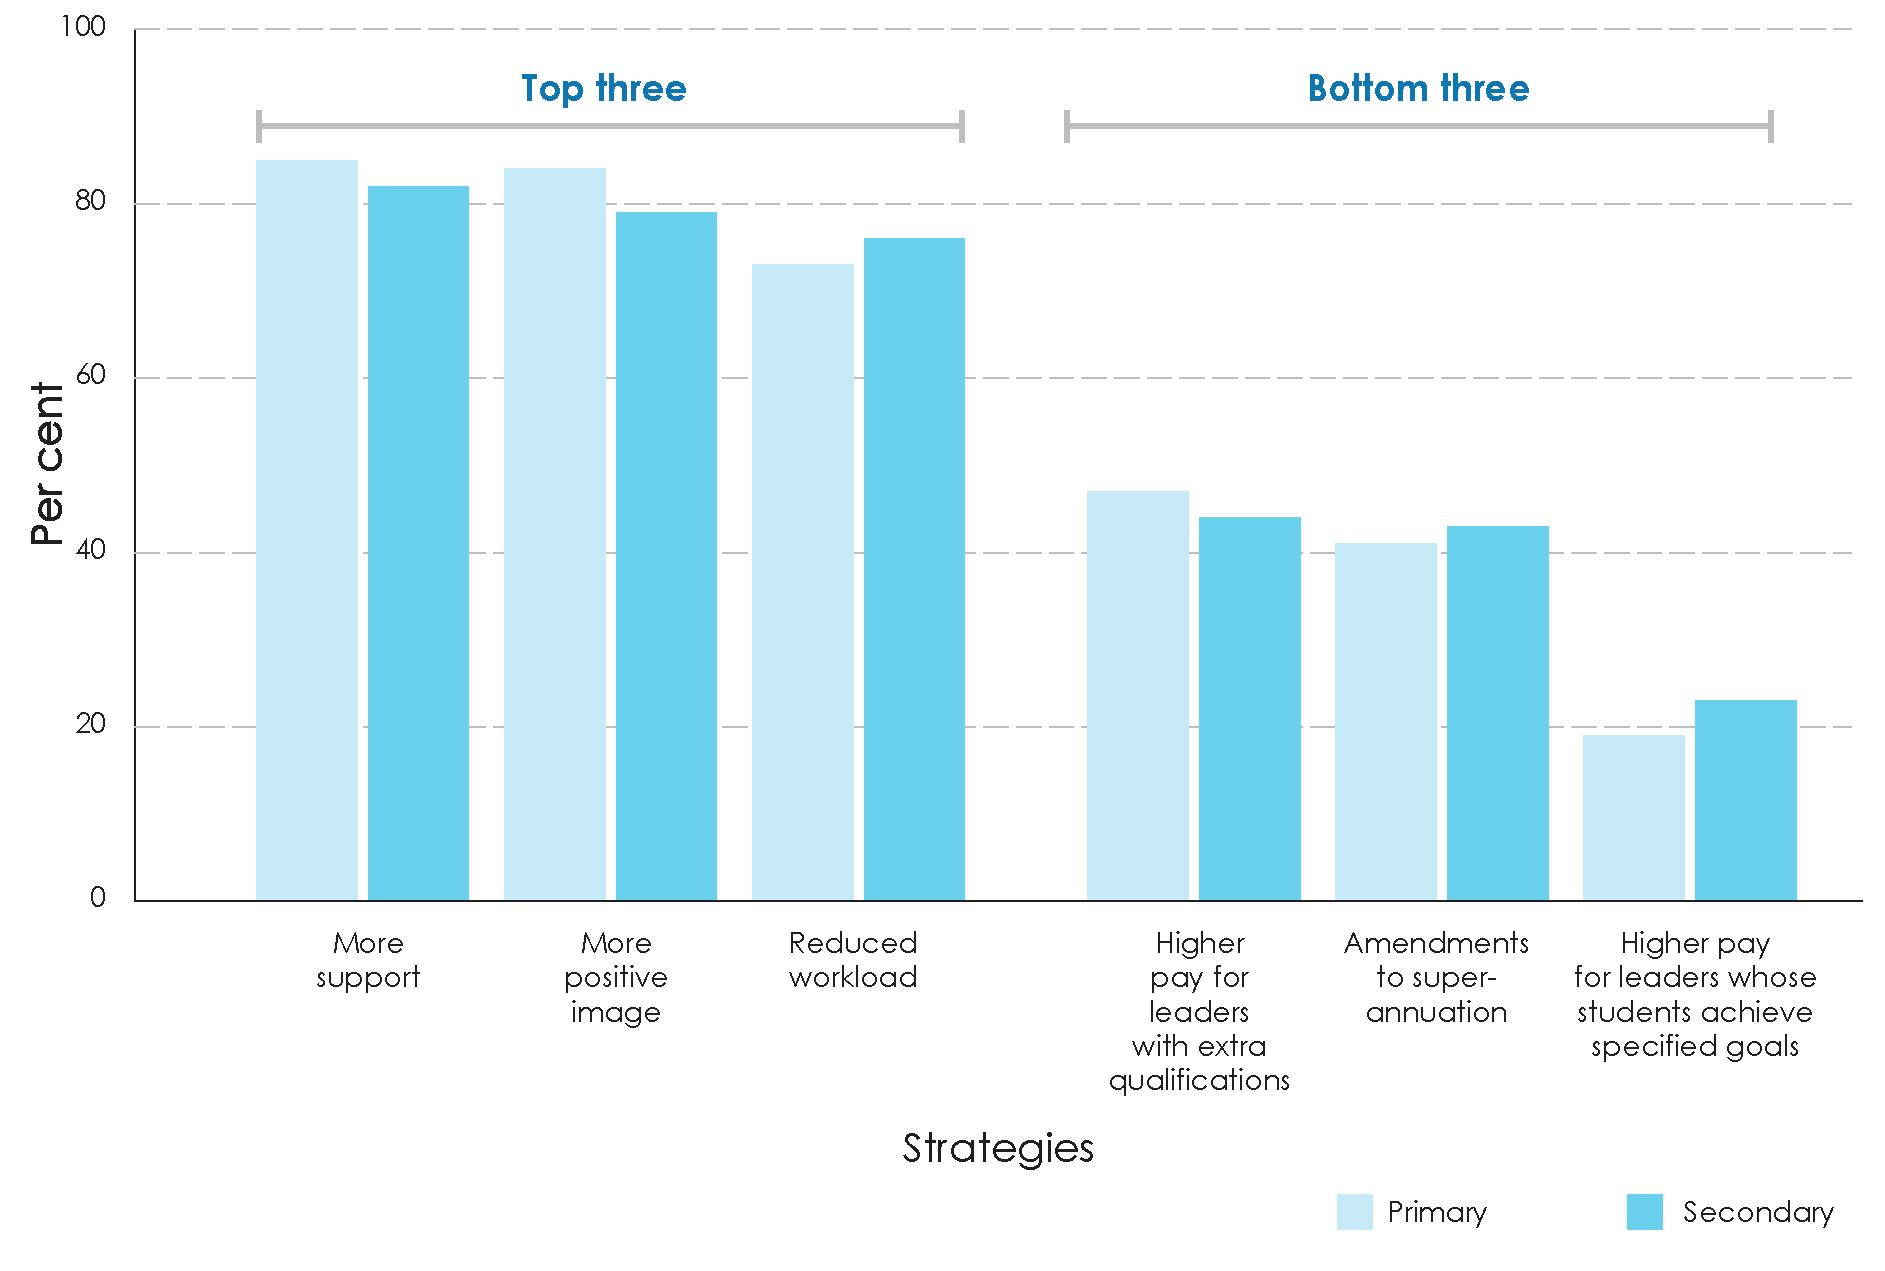 100
Top three
Bottom three
80
60
40
20
0
Per cent
More
support
More
positive
image
Reduced
workload
Higher
pay for
leaders
with extra
qualifications
Amendments
to super-
annuation
Higher pay
for leaders whose
students achieve
specified goals
Strategies
Primary
Secondary